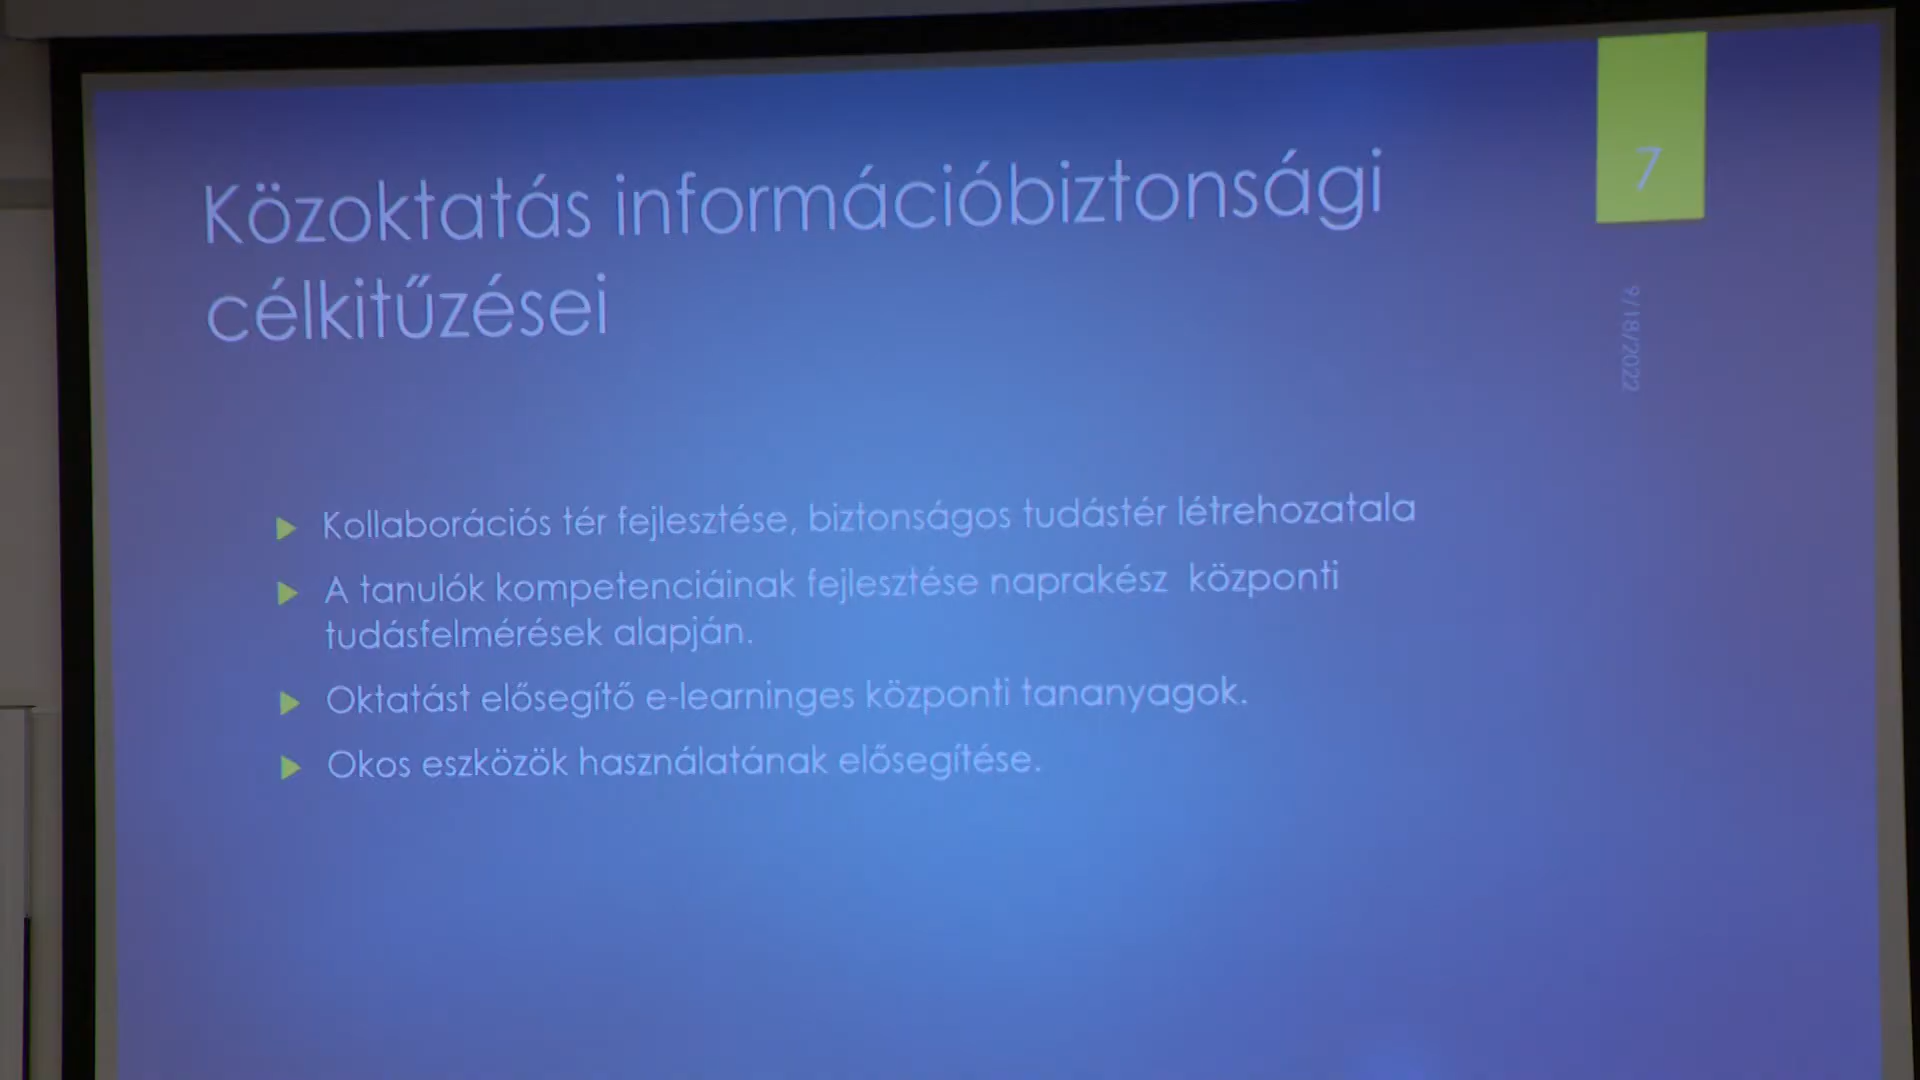 Közoktatás információbiztonsági
célkitűzései
7
9/18/2022
Kollaborációs tér fejlesztése, biztonságos tudástér létrehozatala
A tanulók kompetenciáinak fejlesztése naprakész központi
tudásfelmérések alapján.
Oktatást elősegítő e-learninges központi tananyagok.
Okos eszközök használatának elősegítése.